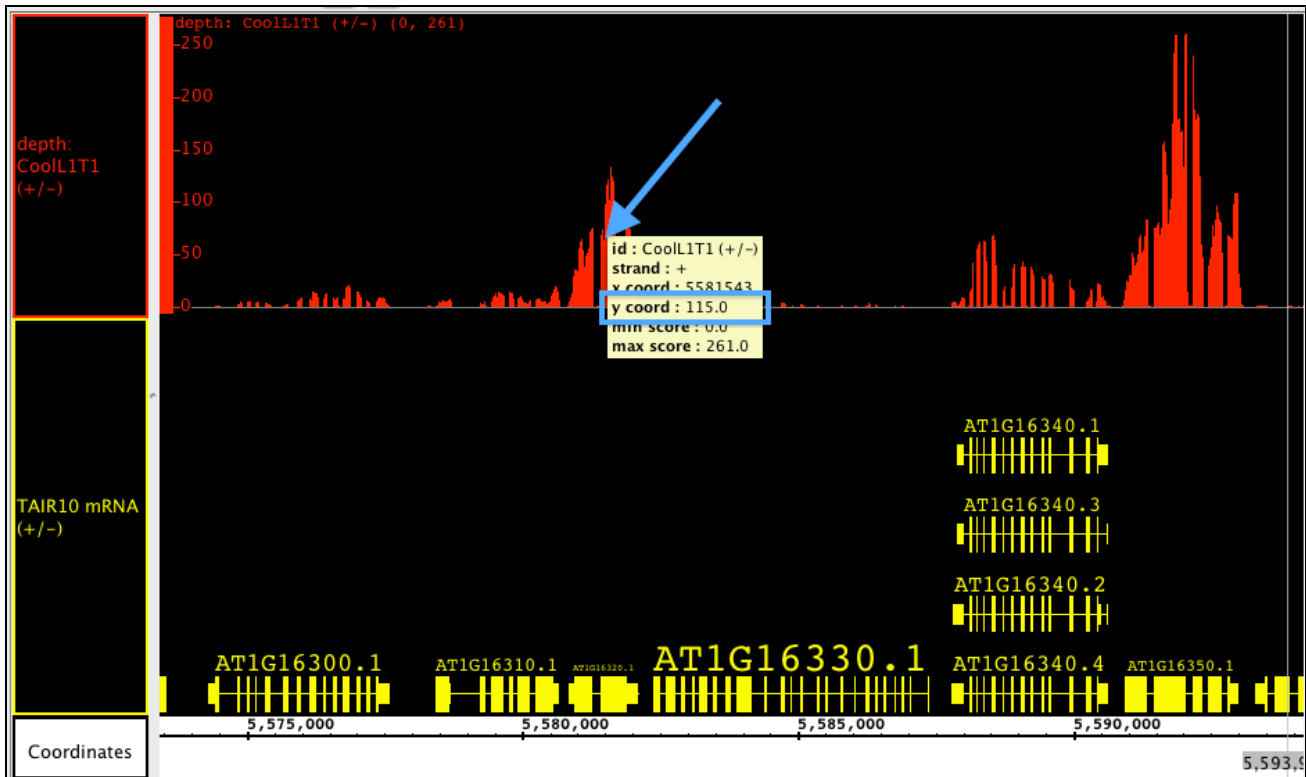 depth: CoolL1T1 (+/-) (0, 261)
250
200
150
100
50
0
depth:
CoolL1T1
(+/-)
id : CoolL1T1 (+/-)
strand : +
x coord : 5581543
y coord : 115.0
min score : 0.0
max score : 261.0
TAIR10 mRNA
(+/-)
AT1G16340.1
AT1G16340.3
AT1G16340.2
AT1G16300.1 AT1G16310.1 AT1G16320.1 AT1G16330.1 AT1G16340.4 AT1G16350.1
5,575,000 5,580,000 5,585,000 5,590,000
Coordinates
5,593,9